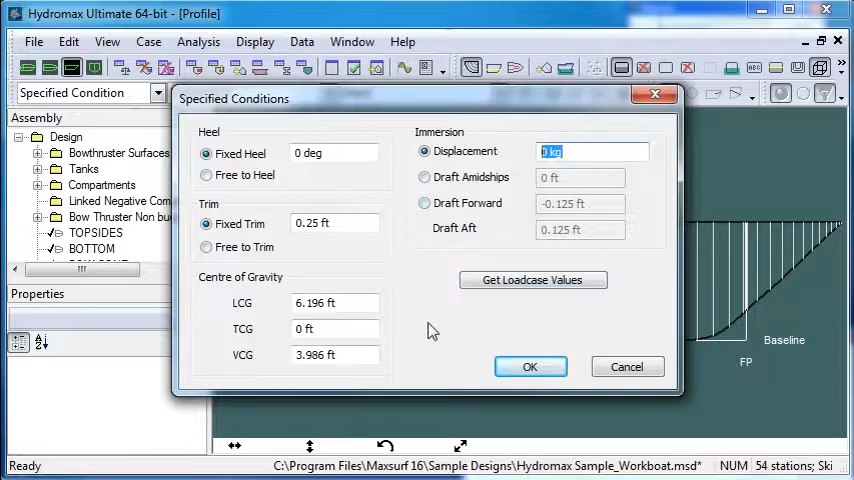 Hydromax Ultimate 64-bit - [Profile]
File Edit View Case Analysis Display Data Window Help
Specified Condition
Assembly
Design
Bowthruster Surfaces
Tanks
Compartments
Linked Negative Comp
Bow Thruster Non bu
TOPSIDES
BOTTOM
Properties
Specified Conditions
Heel
Fixed Heel 0 deg
Free to Heel
Trim
Fixed Trim 0.25 ft
Free to Trim
Centre of Gravity
LCG 6.196 ft
TCG 0 ft
VCG 3.986 ft
Immersion
Displacement 0 kg
Draft Amidships 0 ft
Draft Forward -0.125 ft
Draft Aft 0.125 ft
Get Loadcase Values
OK Cancel
Baseline
FP
Ready C:\Program Files\Maxsurf 16\Sample Designs\Hydromax Sample_Workboat.msd* NUM 54 stations; Ski